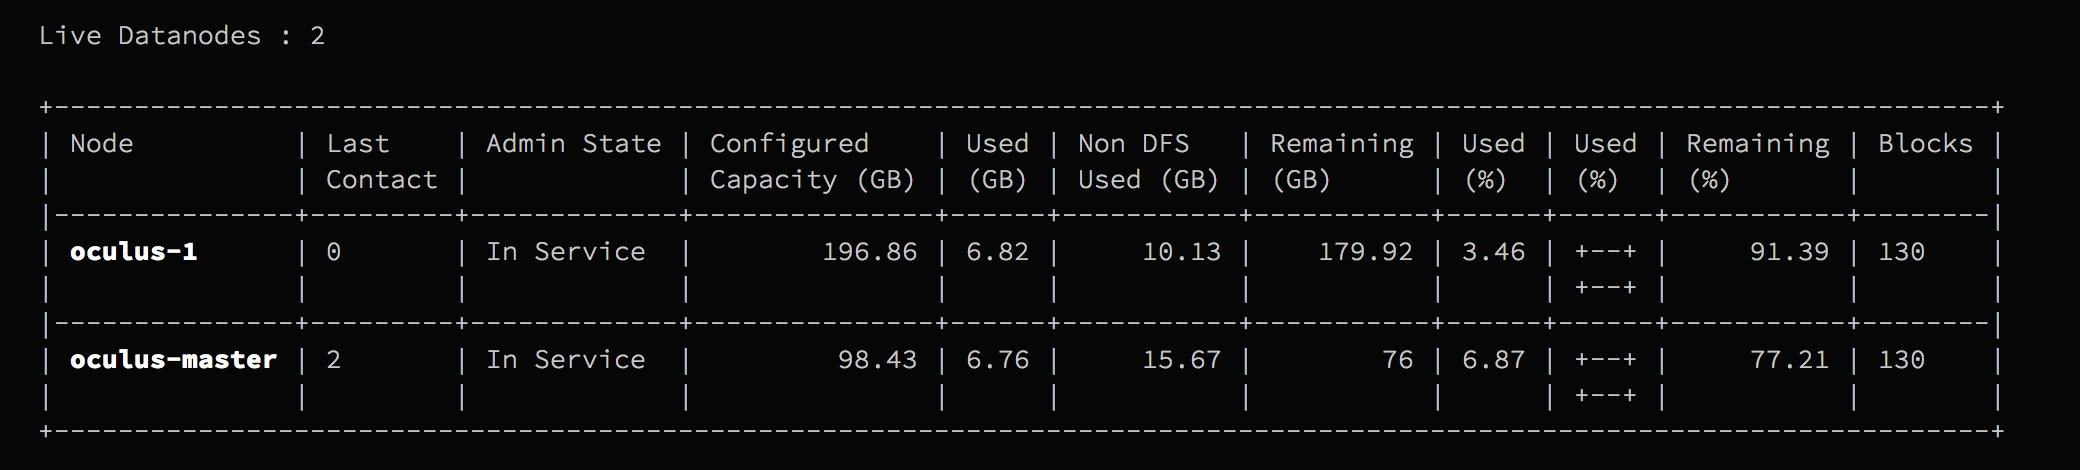 Live Datanodes : 2
+-------------------------------------------------------------------------------------------------------------------------+
| Node          | Last    | Admin State | Configured    | Used | Non DFS   | Remaining | Used | Used | Remaining | Blocks |
|               | Contact |             | Capacity (GB) | (GB) | Used (GB) | (GB)      | (%)  | (%)  | (%)       |        |
|---------------+---------+-------------+---------------+------+-----------+-----------+------+------+-----------+--------|
| oculus-1      | 0       | In Service  |        196.86 | 6.82 |     10.13 |    179.92 | 3.46 | +--+ |     91.39 | 130    |
|               |         |             |               |      |           |           |      | +--+ |           |        |
|---------------+---------+-------------+---------------+------+-----------+-----------+------+------+-----------+--------|
| oculus-master | 2       | In Service  |         98.43 | 6.76 |     15.67 |        76 | 6.87 | +--+ |     77.21 | 130    |
|               |         |             |               |      |           |           |      | +--+ |           |        |
+-------------------------------------------------------------------------------------------------------------------------+